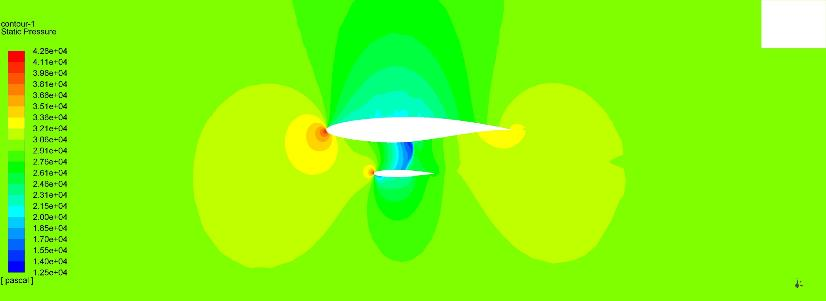 contour-1
Static Pressure
4.26e+04
4.11e+04
3.96e+04
3.81e+04
3.66e+04
3.51e+04
3.36e+04
3.21e+04
3.06e+04
2.91e+04
2.76e+04
2.61e+04
2.46e+04
2.31e+04
2.15e+04
2.00e+04
1.85e+04
1.70e+04
1.55e+04
1.40e+04
1.25e+04
[ pascal ]